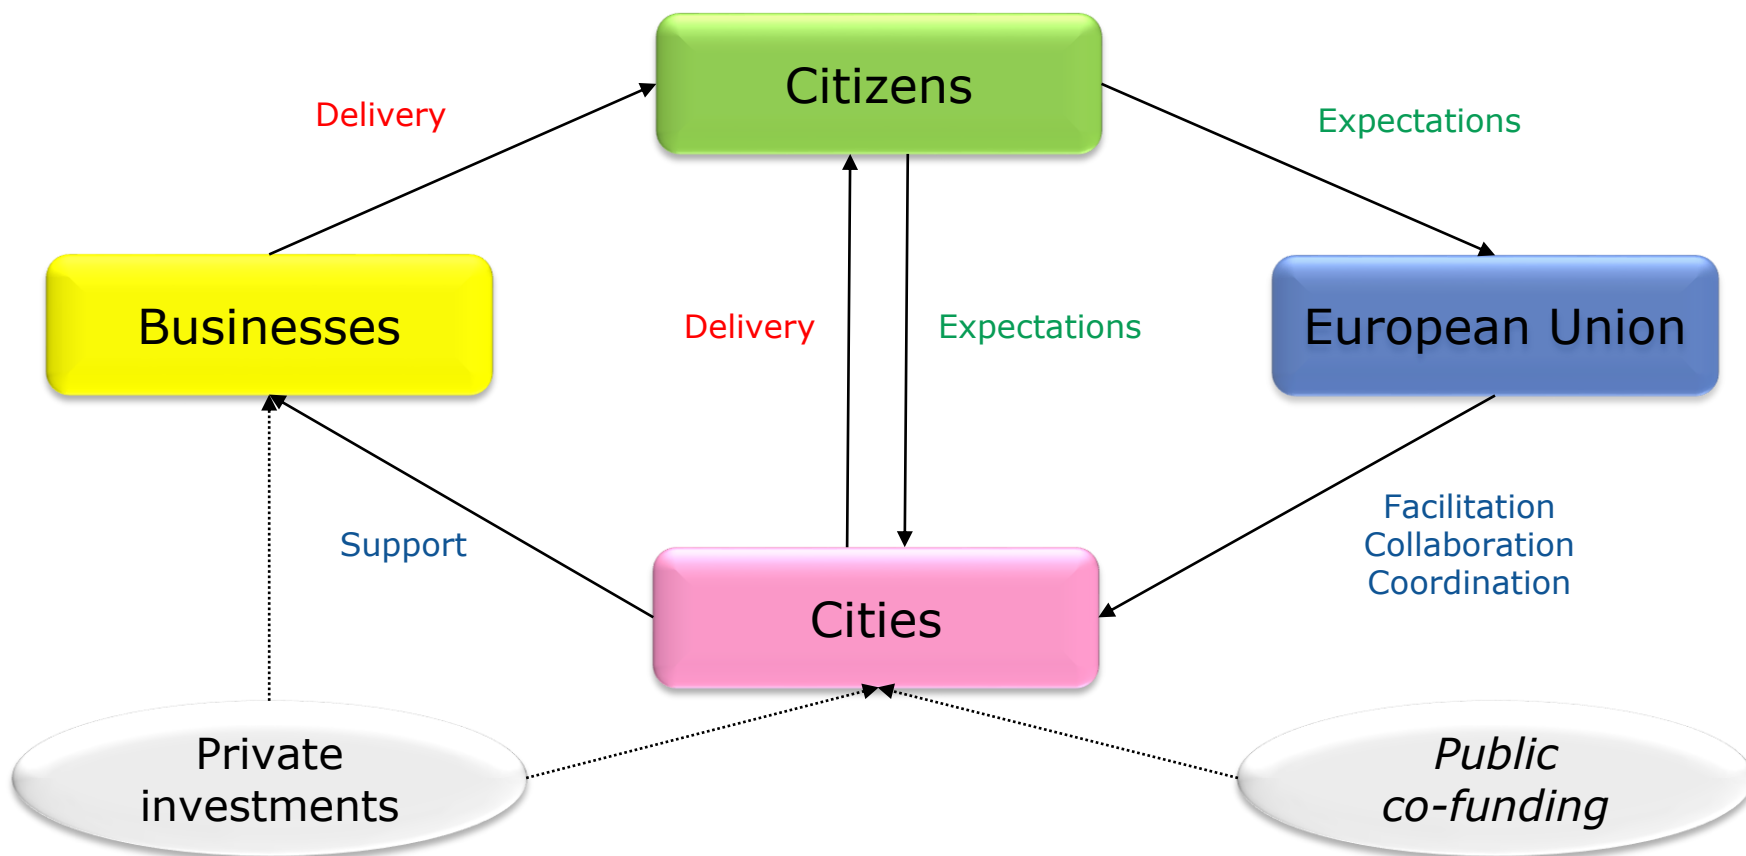 Citizens
Delivery
Expectations
Businesses
Delivery
Expectations
European Union
Support
Facilitation
Collaboration
Coordination
Cities
Private
investments
Public
co-funding